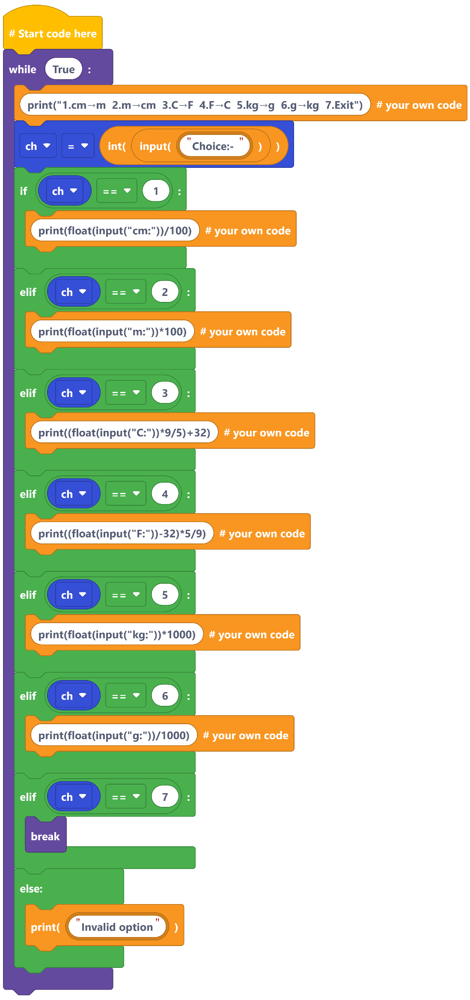 # Start code here
while True :
print("1.cm→m  2.m→cm  3.C→F  4.F→C  5.kg→g  6.g→kg  7.Exit") # your own code
ch = int( input( "Choice:- " ) )
if ch == 1 :
print(float(input("cm:"))/100) # your own code
elif ch == 2 :
print(float(input("m:"))*100) # your own code
elif ch == 3 :
print((float(input("C:"))*9/5)+32) # your own code
elif ch == 4 :
print((float(input("F:"))-32)*5/9) # your own code
elif ch == 5 :
print(float(input("kg:"))*1000) # your own code
elif ch == 6 :
print(float(input("g:"))/1000) # your own code
elif ch == 7 :
break
else:
print( "Invalid option" )